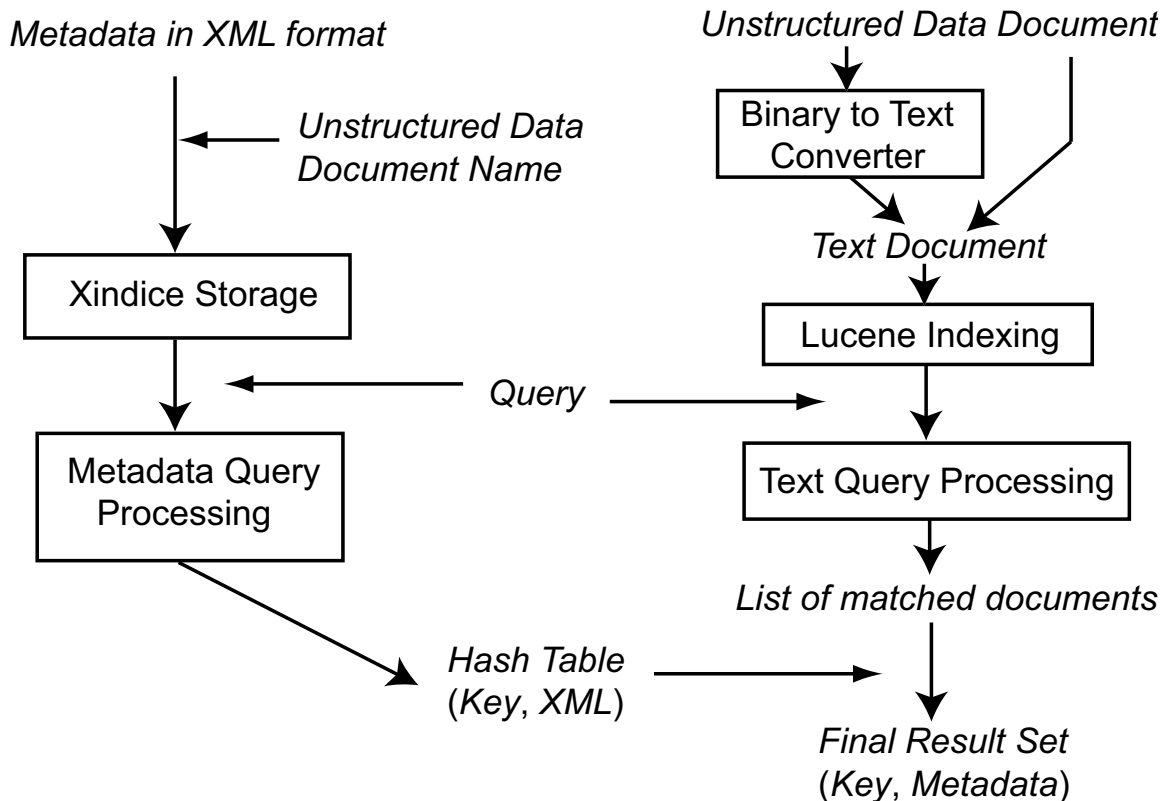 Metadata in XML format
Unstructured Data Document
Unstructured Data
Document Name
Binary to Text
Converter
Text Document
Xindice Storage
Lucene Indexing
Query
Metadata Query
Processing
Text Query Processing
List of matched documents
Hash Table
(Key, XML)
Final Result Set
(Key, Metadata)